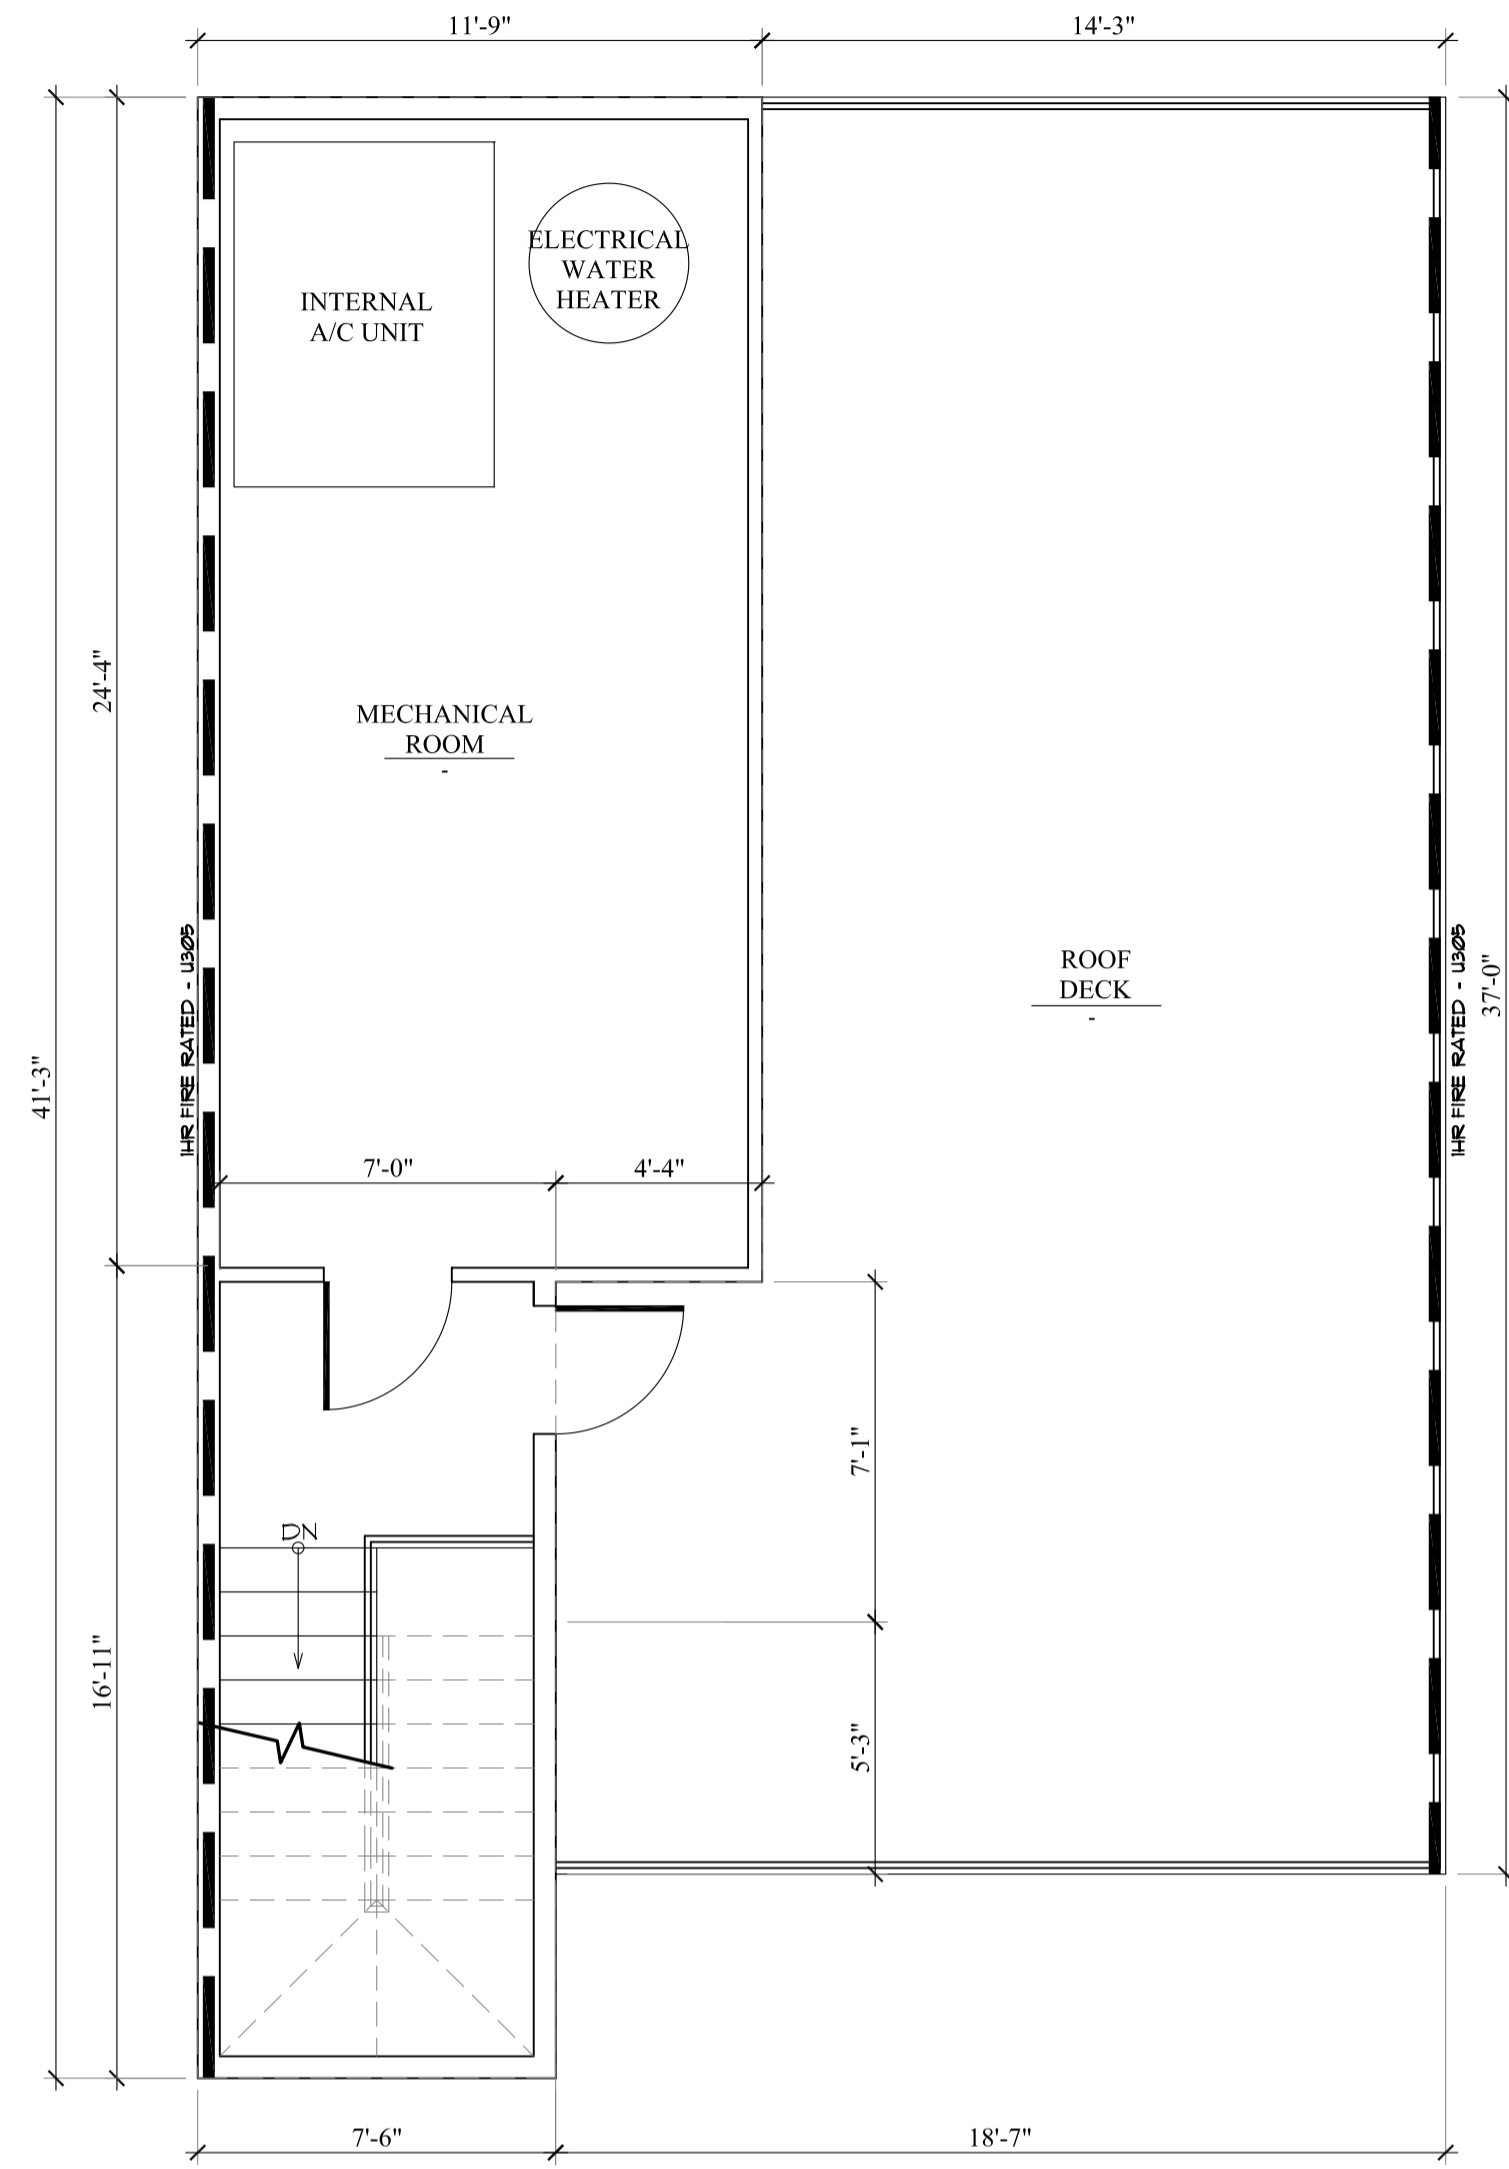 11'-9"
14'-3"
ELECTRICAL
WATER
HEATER
INTERNAL
A/C UNIT
24'-4"
MECHANICAL
ROOM
-
1HR FIRE RATED - U305
ROOF
DECK
-
1HR FIRE RATED - U305
37'-0"
41'-3"
7'-0"
4'-4"
7'-1"
DN
16'-11"
5'-3"
7'-6"
18'-7"